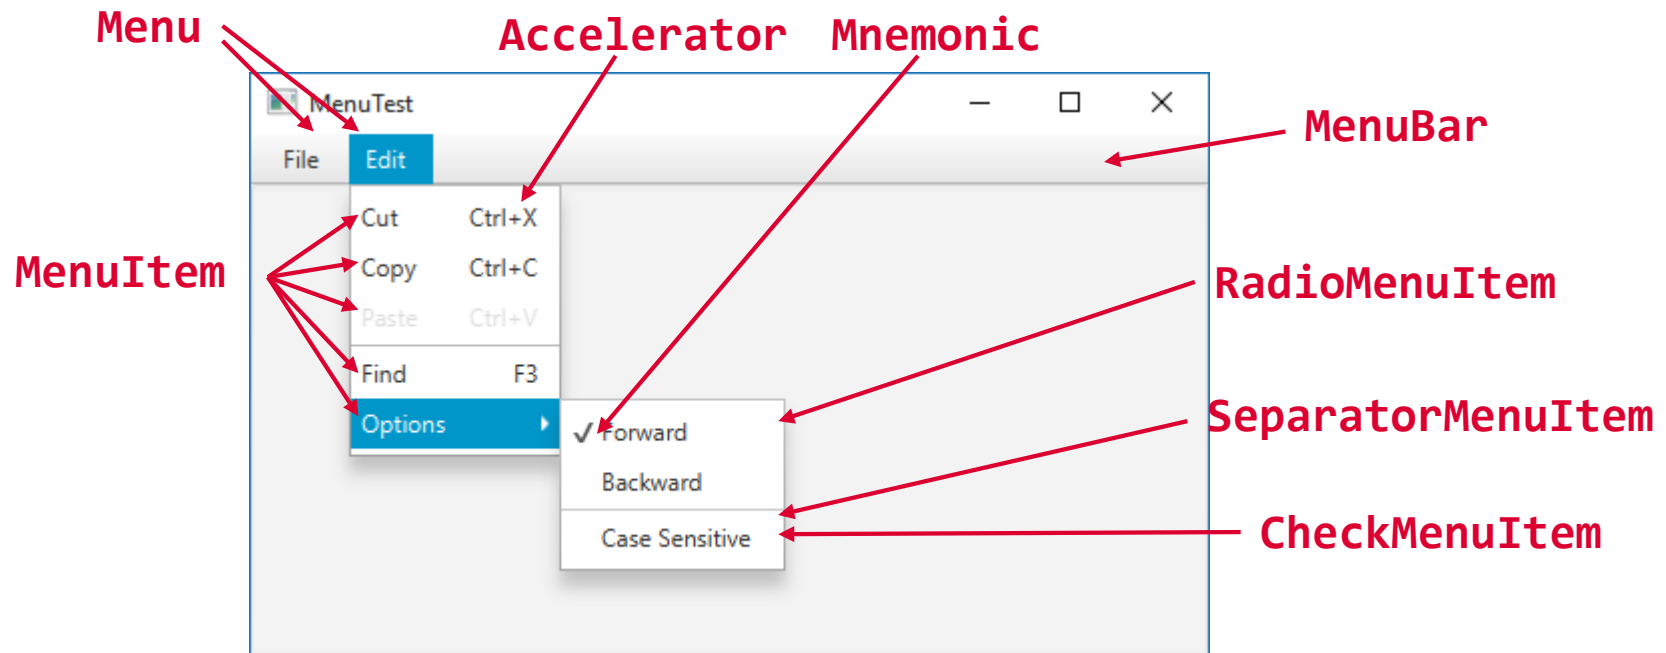 Menu
Accelerator
Mnemonic
MenuTest
MenuBar
File Edit
Cut Ctrl+X
Copy Ctrl+C
MenuItem
Paste Ctrl+V
Find F3
Options
RadioMenuItem
Forward
Backward
SeparatorMenuItem
Case Sensitive
CheckMenuItem